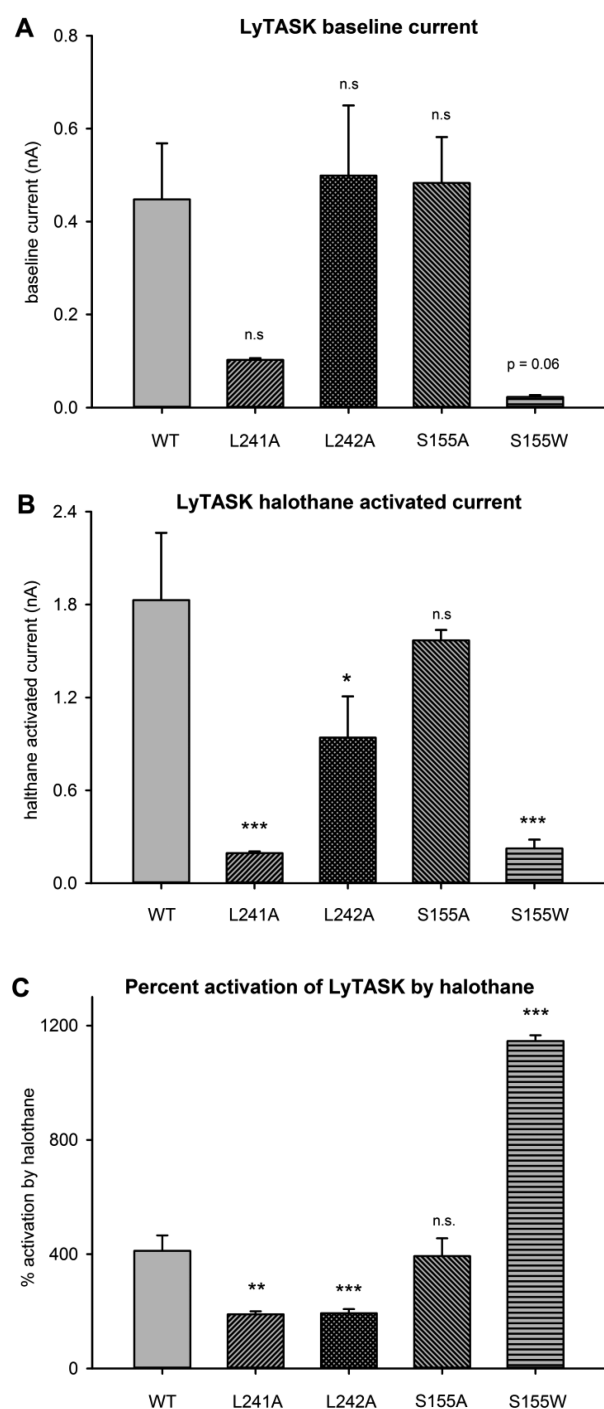 A
LyTASK baseline current
baseline current (nA)
0.8
0.6
0.4
0.2
0.0
n.s
n.s
n.s
p = 0.06
WT L241A L242A S155A S155W
B
LyTASK halothane activated current
halthane activated current (nA)
2.4
1.8
1.2
0.6
0.0
***
*
n.s
***
WT L241A L242A S155A S155W
C
Percent activation of LyTASK by halothane
% activation by halothane
1200
800
400
0
**
***
n.s.
***
WT L241A L242A S155A S155W